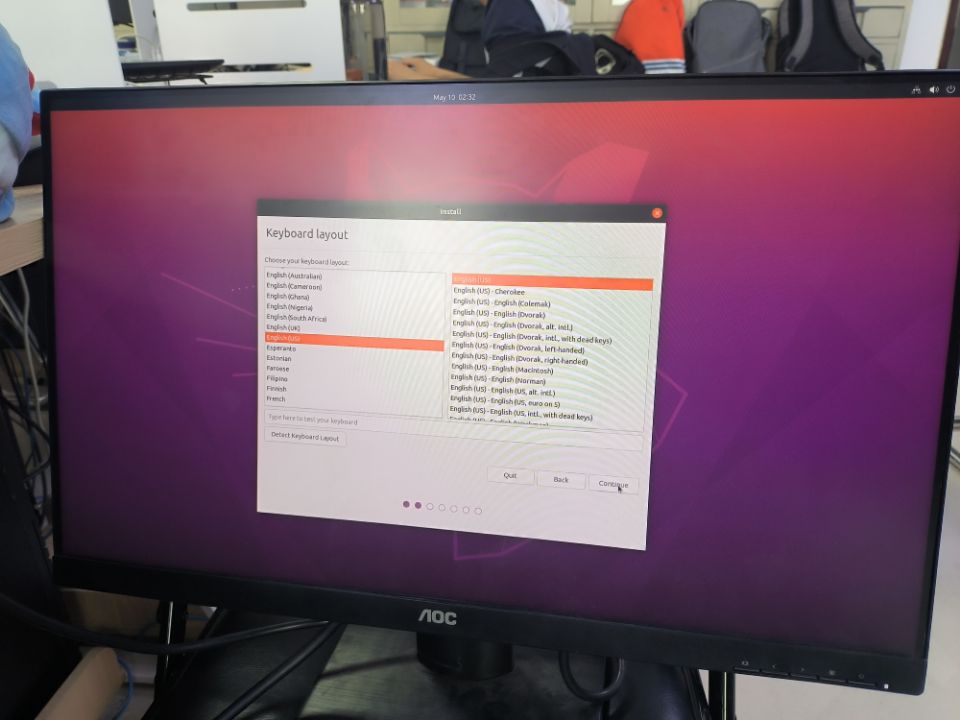 May 10 02:32
Install
Keyboard layout
Choose your keyboard layout:
English (Australian)
English (Cameroon)
English (Ghana)
English (Nigeria)
English (South Africa)
English (UK)
English (US)
Esperanto
Estonian
Faroese
Filipino
Finnish
French
English (US)
English (US) - Cherokee
English (US) - English (Colemak)
English (US) - English (Dvorak)
English (US) - English (Dvorak, alt. intl.)
English (US) - English (Dvorak, intl., with dead keys)
English (US) - English (Dvorak, left-handed)
English (US) - English (Dvorak, right-handed)
English (US) - English (Macintosh)
English (US) - English (Norman)
English (US) - English (US, alt. intl.)
English (US) - English (US, euro on 5)
English (US) - English (US, intl., with dead keys)
Type here to test your keyboard
Detect Keyboard Layout
Quit
Back
Continue
AOC